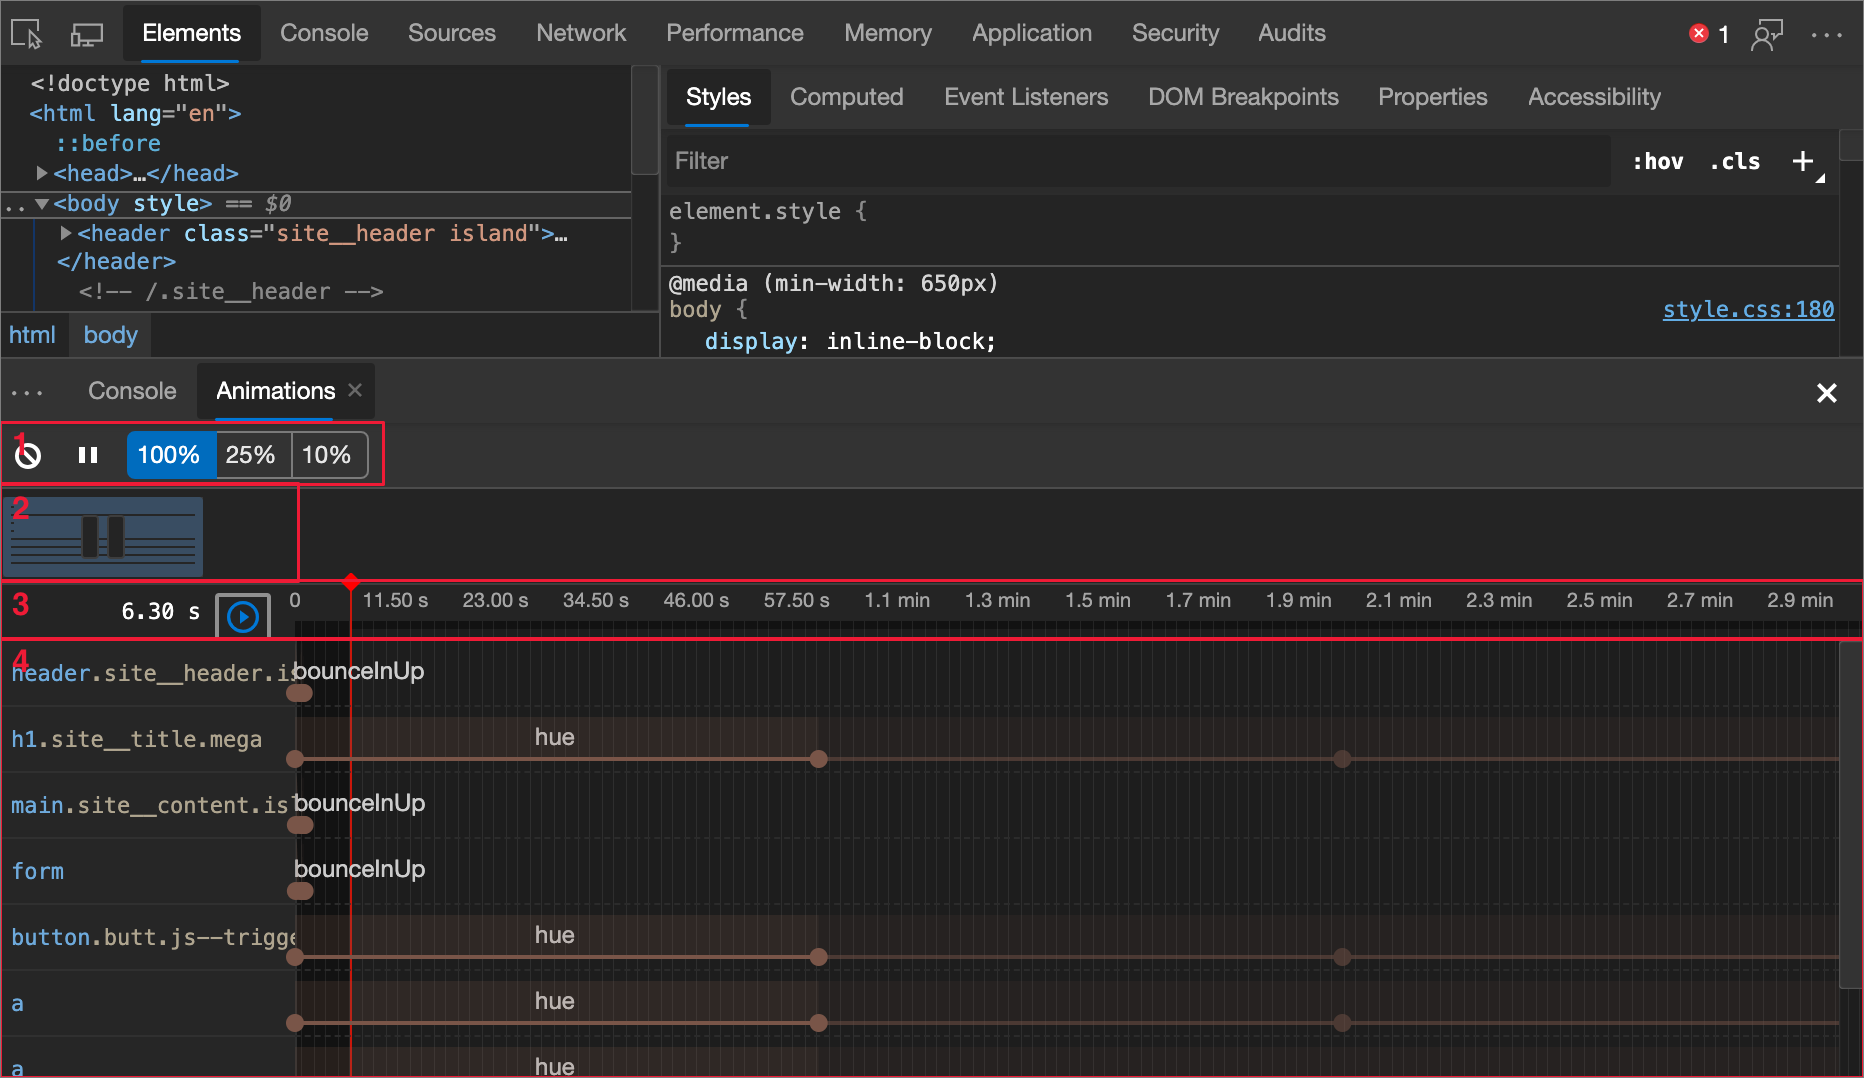 Elements Console Sources Network Performance Memory Application Security Audits 1
<!doctype html>
<html lang="en">
::before
<head>…</head>
..<body style> == $0
<header class="site__header island">…
</header>
<!-- /.site__header -->
html body
Styles Computed Event Listeners DOM Breakpoints Properties Accessibility
Filter :hov .cls +
element.style {
}
@media (min-width: 650px)
body { style.css:180
display: inline-block;
Console Animations
1
100% 25% 10%
2
3 6.30 s 0 11.50 s 23.00 s 34.50 s 46.00 s 57.50 s 1.1 min 1.3 min 1.5 min 1.7 min 1.9 min 2.1 min 2.3 min 2.5 min 2.7 min 2.9 min
4
header.site__header.is bounceInUp
h1.site__title.mega hue
main.site__content.isl bounceInUp
form bounceInUp
button.butt.js--trigge hue
a hue
a hue